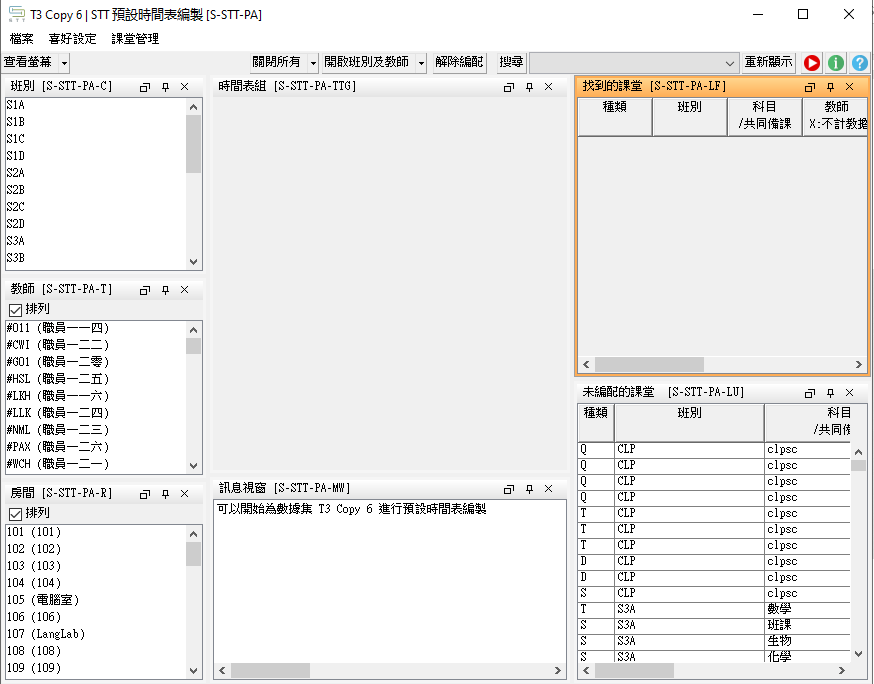 T3 Copy 6 | STT 預設時間表編製 [S-STT-PA]
檔案 喜好設定 課堂管理
查看螢幕 關閉所有 開啟班別及教師 解除編配 搜尋 重新顯示
班別 [S-STT-PA-C]
S1A
S1B
S1C
S1D
S2A
S2B
S2C
S2D
S3A
S3B
教師 [S-STT-PA-T]
排列
#011 (職員一一四)
#CWI (職員一二二)
#GO1 (職員一二零)
#HSL (職員一二五)
#LKH (職員一一六)
#LLK (職員一二四)
#NML (職員一二三)
#PAX (職員一二六)
#WCH (職員一二一)
房間 [S-STT-PA-R]
排列
101 (101)
102 (102)
103 (103)
104 (104)
105 (電腦室)
106 (106)
107 (LangLab)
108 (108)
109 (109)
時間表組 [S-STT-PA-TTG]
訊息視窗 [S-STT-PA-MW]
可以開始為數據集 T3 Copy 6 進行預設時間表編製
找到的課堂 [S-STT-PA-LF]
種類 班別 科目 教師
/共同備課 X:不計教擔
未編配的課堂 [S-STT-PA-LU]
種類 班別 科目
/共同備
Q CLP clpsc
Q CLP clpsc
Q CLP clpsc
Q CLP clpsc
T CLP clpsc
T CLP clpsc
T CLP clpsc
D CLP clpsc
D CLP clpsc
S CLP clpsc
T S3A 數學
S S3A 班課
S S3A 生物
S S3A 化學